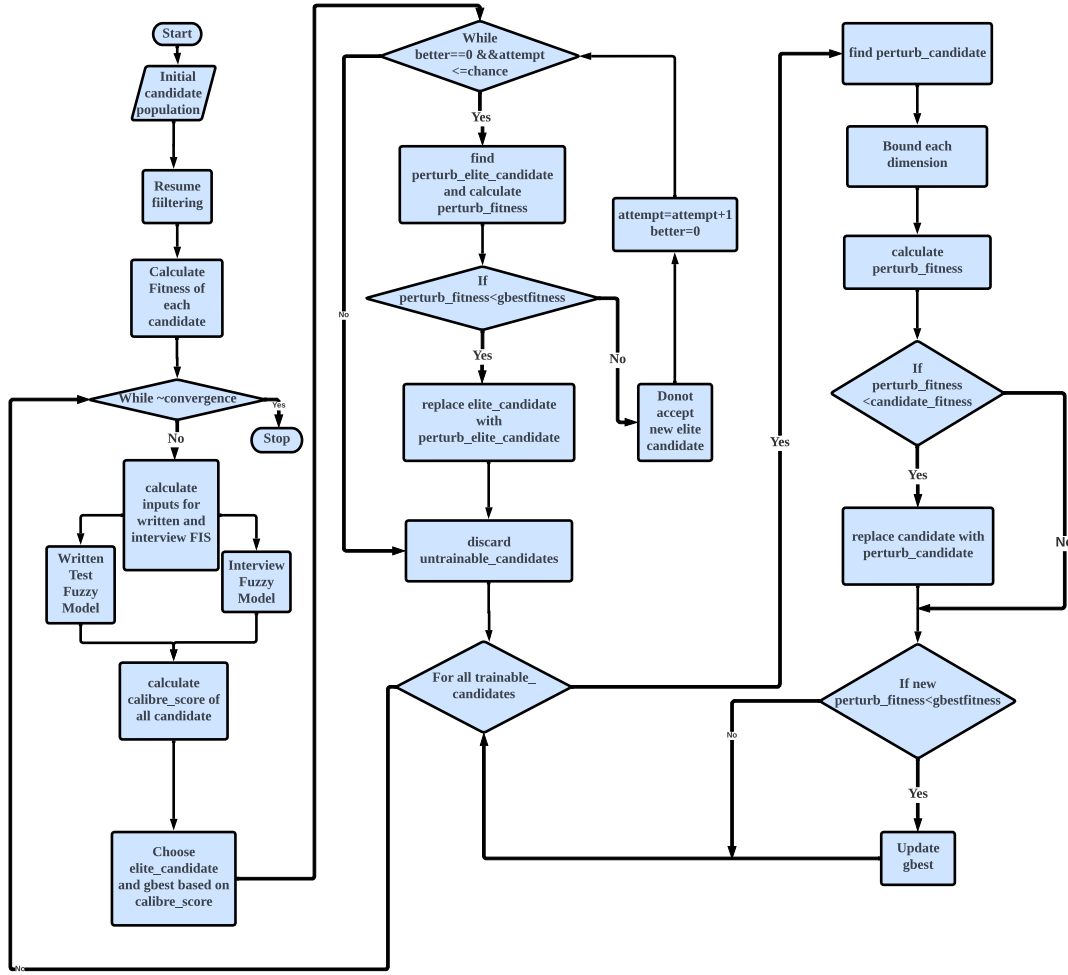 Start
Initial
candidate
population
Resume
fiiltering
Calculate
Fitness of
each
candidate
While ~convergence
Yes
Stop
No
calculate
inputs for
written and
interview FIS
Written
Test
Fuzzy
Model
Interview
Fuzzy
Model
calculate
calibre_score of
all candidate
Choose
elite_candidate
and gbest based on
calibre_score
No
While
better==0 &&attempt
<=chance
Yes
No
find
perturb_elite_candidate
and calculate
perturb_fitness
attempt=attempt+1
better=0
If
perturb_fitness<gbestfitness
Yes
No
replace elite_candidate
with
perturb_elite_candidate
Donot
accept
new elite
candidate
discard
untrainable_candidates
For all trainable_
candidates
Yes
find perturb_candidate
Bound each
dimension
calculate
perturb_fitness
If
perturb_fitness
<candidate_fitness
Yes
No
replace candidate with
perturb_candidate
If new
perturb_fitness<gbestfitness
No
Yes
Update
gbest